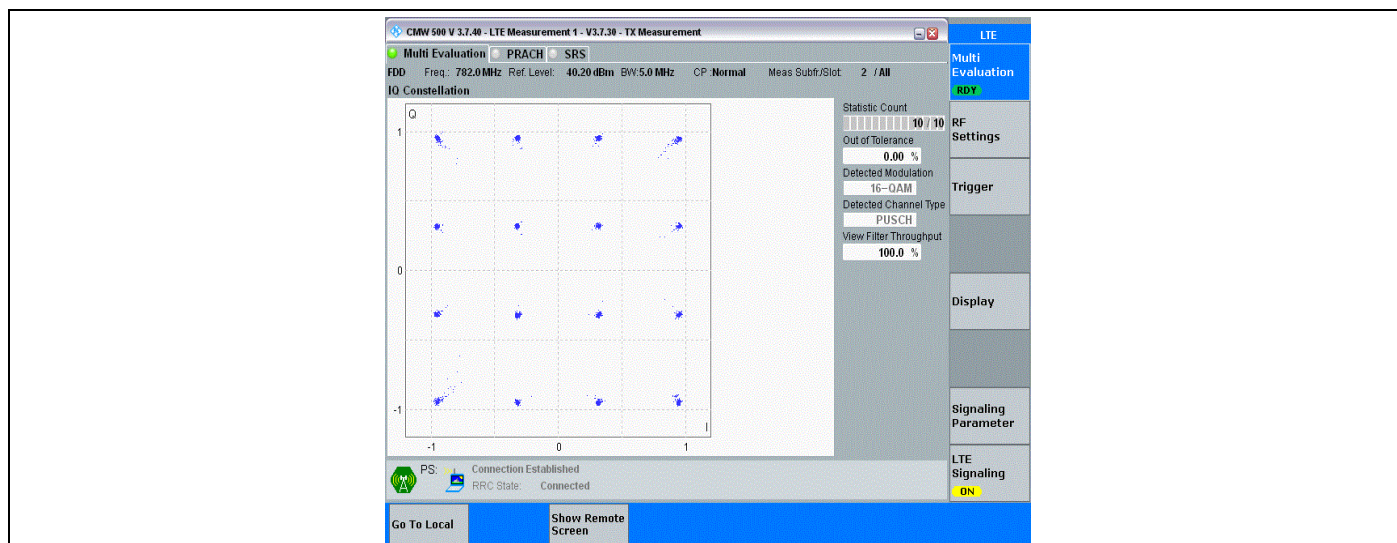 CMW 500 V 3.7.40 - LTE Measurement 1 - V3.7.30 - TX Measurement
LTE
Multi Evaluation PRACH SRS
Multi
Evaluation
RDY
FDD Freq.: 782.0 MHz Ref. Level: 40.20 dBm BW: 5.0 MHz CP :Normal Meas Subfr./Slot: 2 / All
IQ Constellation
Q
1
0
-1
I
-1 0 1
Statistic Count
10 / 10
Out of Tolerance
0.00 %
Detected Modulation
16-QAM
Detected Channel Type
PUSCH
View Filter Throughput
100.0 %
RF
Settings
Trigger
Display
Signaling
Parameter
LTE
Signaling
ON
PS: Connection Established
RRC State: Connected
Go To Local
Show Remote
Screen